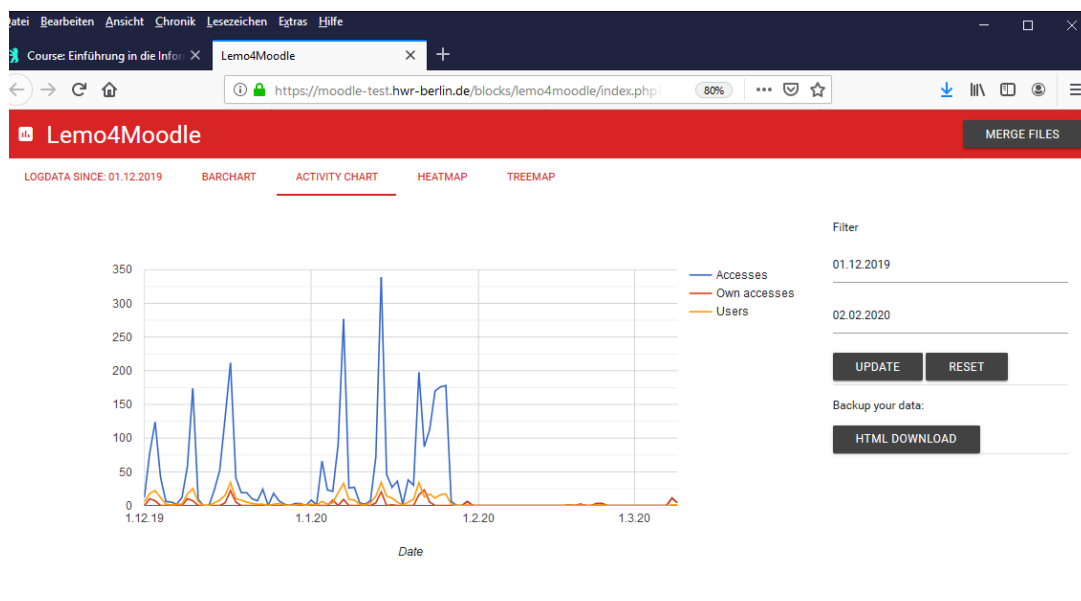 atei Bearbeiten Ansicht Chronik Lesezeichen Extras Hilfe
Course: Einführung in die Infor
Lemo4Moodle
https://moodle-test.hwr-berlin.de/blocks/lemo4moodle/index.php?
80%
Lemo4Moodle
MERGE FILES
LOGDATA SINCE: 01.12.2019
BARCHART
ACTIVITY CHART
HEATMAP
TREEMAP
350
300
250
200
150
100
50
0
1.12.19
1.1.20
1.2.20
1.3.20
Date
Accesses
Own accesses
Users
Filter
01.12.2019
02.02.2020
UPDATE
RESET
Backup your data:
HTML DOWNLOAD